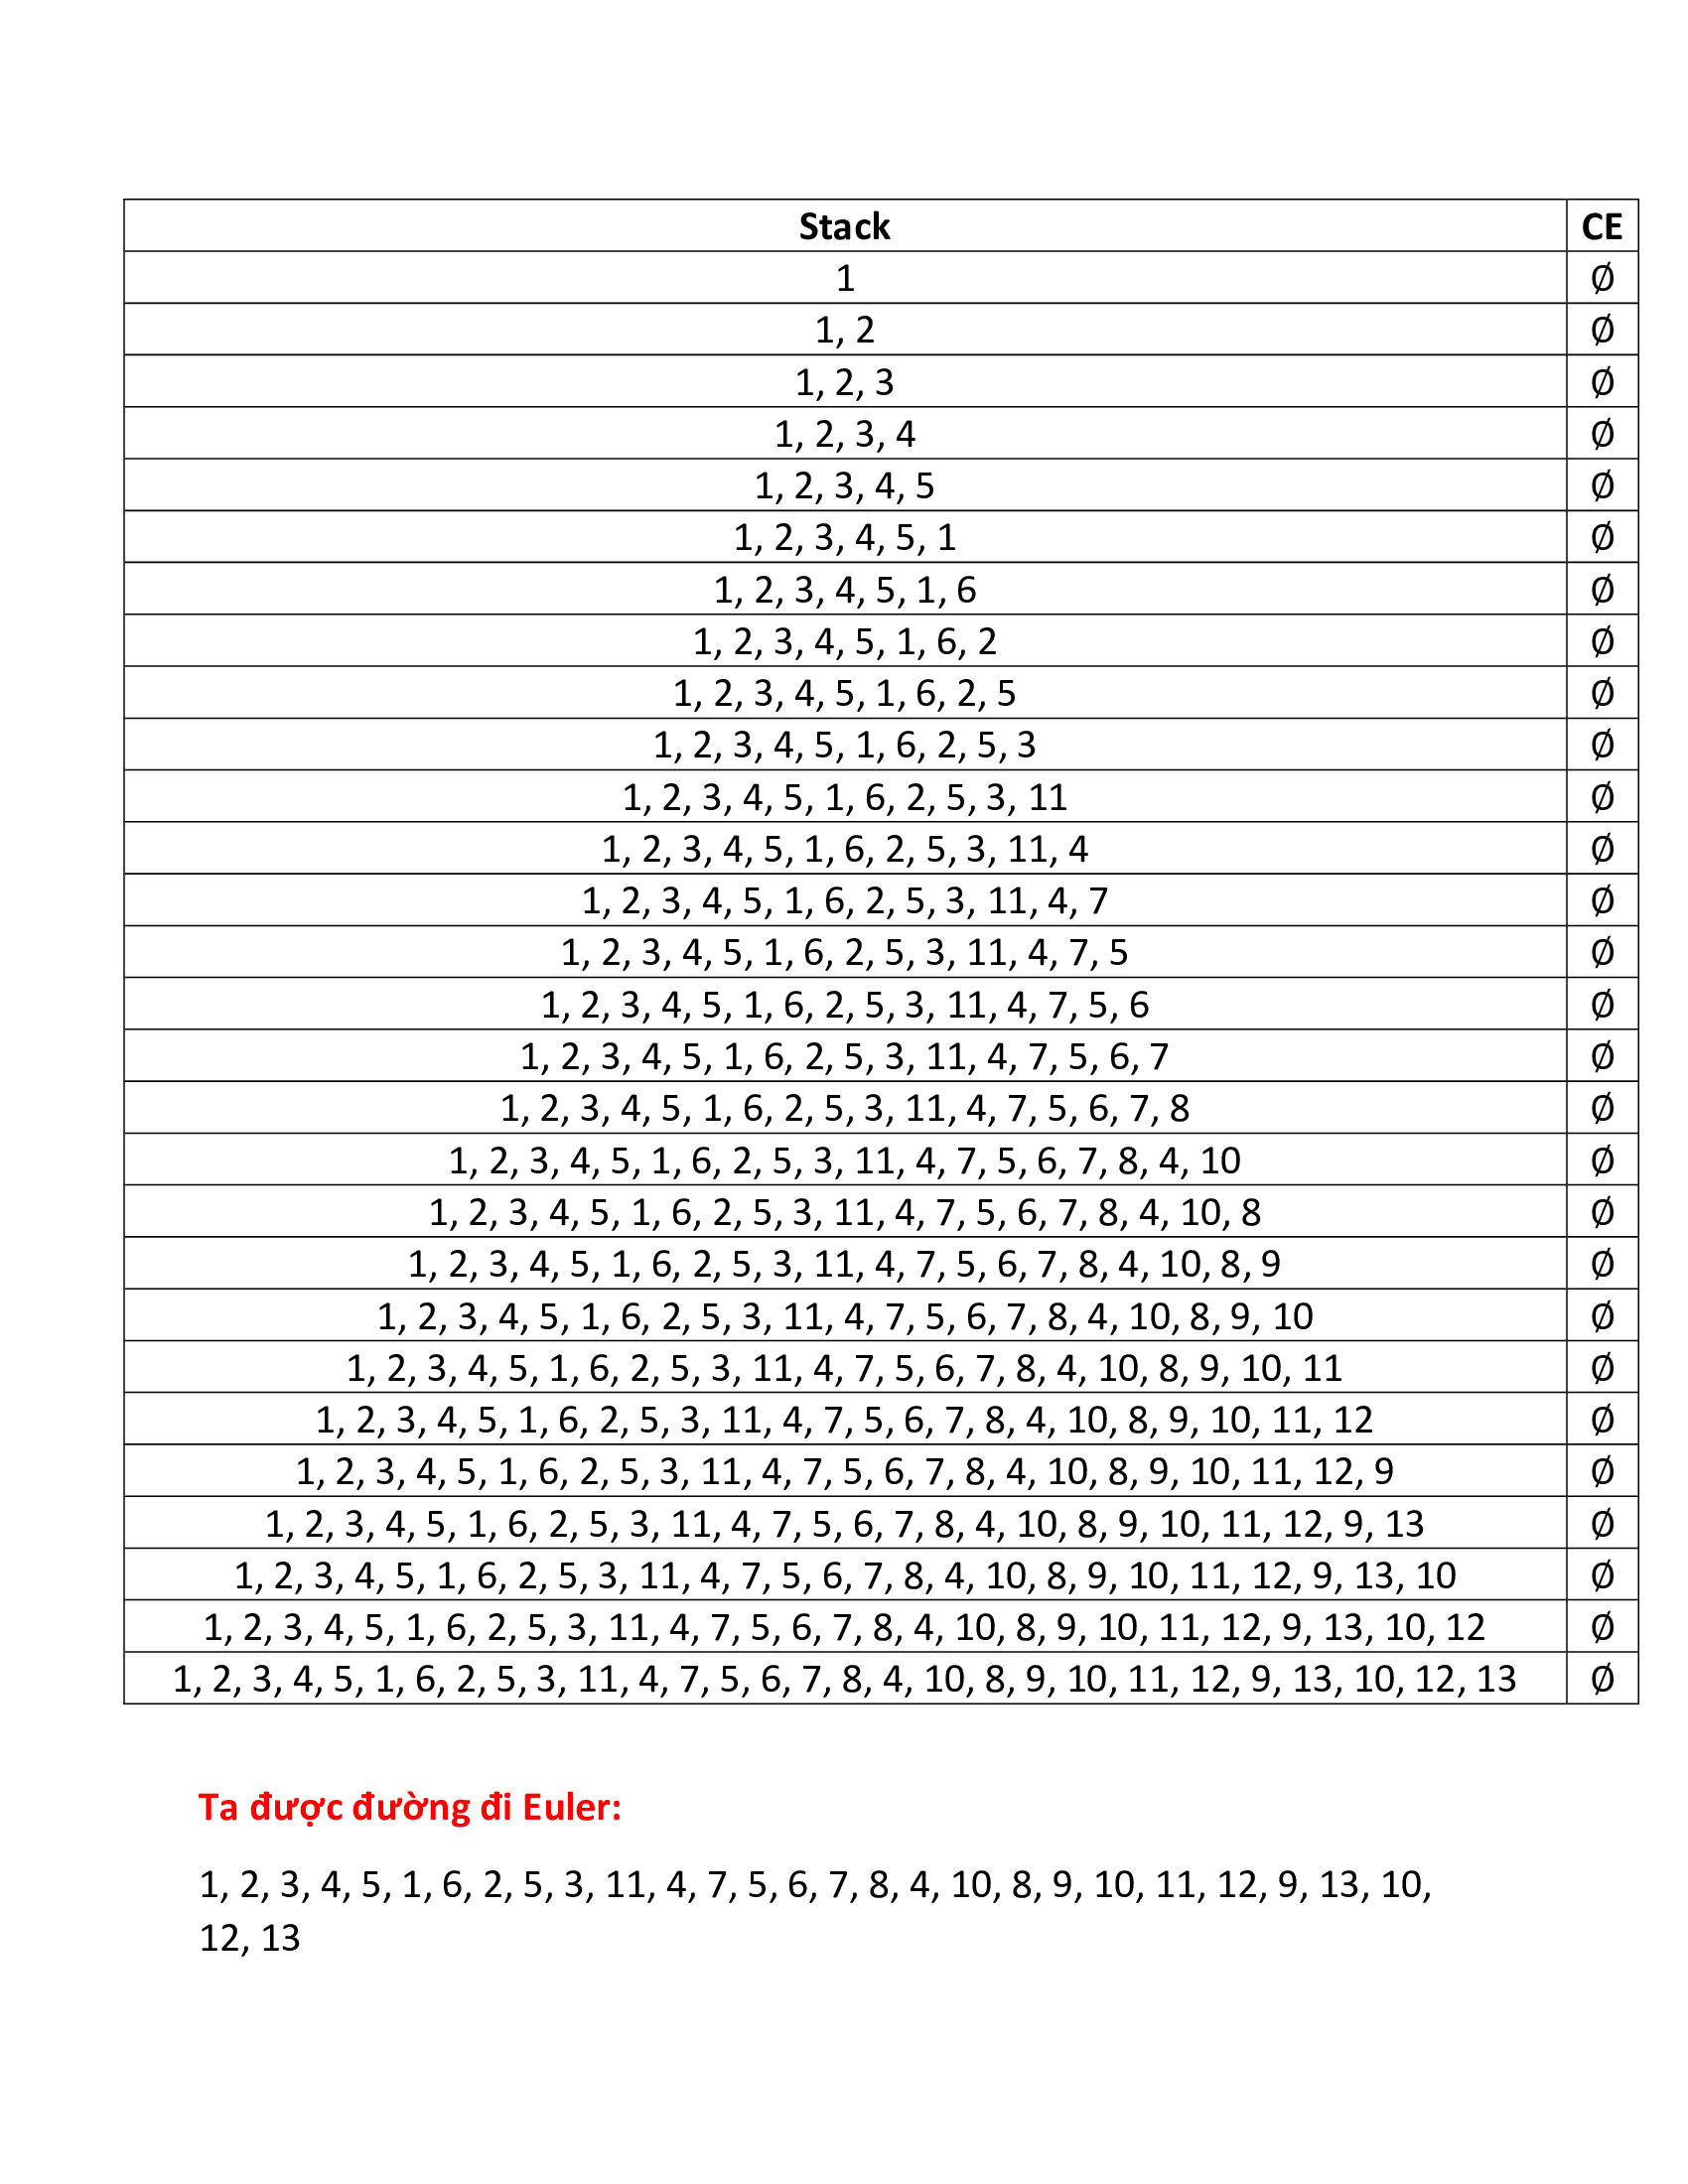 Stack CE
1 Ø
1, 2 Ø
1, 2, 3 Ø
1, 2, 3, 4 Ø
1, 2, 3, 4, 5 Ø
1, 2, 3, 4, 5, 1 Ø
1, 2, 3, 4, 5, 1, 6 Ø
1, 2, 3, 4, 5, 1, 6, 2 Ø
1, 2, 3, 4, 5, 1, 6, 2, 5 Ø
1, 2, 3, 4, 5, 1, 6, 2, 5, 3 Ø
1, 2, 3, 4, 5, 1, 6, 2, 5, 3, 11 Ø
1, 2, 3, 4, 5, 1, 6, 2, 5, 3, 11, 4 Ø
1, 2, 3, 4, 5, 1, 6, 2, 5, 3, 11, 4, 7 Ø
1, 2, 3, 4, 5, 1, 6, 2, 5, 3, 11, 4, 7, 5 Ø
1, 2, 3, 4, 5, 1, 6, 2, 5, 3, 11, 4, 7, 5, 6 Ø
1, 2, 3, 4, 5, 1, 6, 2, 5, 3, 11, 4, 7, 5, 6, 7 Ø
1, 2, 3, 4, 5, 1, 6, 2, 5, 3, 11, 4, 7, 5, 6, 7, 8 Ø
1, 2, 3, 4, 5, 1, 6, 2, 5, 3, 11, 4, 7, 5, 6, 7, 8, 4, 10 Ø
1, 2, 3, 4, 5, 1, 6, 2, 5, 3, 11, 4, 7, 5, 6, 7, 8, 4, 10, 8 Ø
1, 2, 3, 4, 5, 1, 6, 2, 5, 3, 11, 4, 7, 5, 6, 7, 8, 4, 10, 8, 9 Ø
1, 2, 3, 4, 5, 1, 6, 2, 5, 3, 11, 4, 7, 5, 6, 7, 8, 4, 10, 8, 9, 10 Ø
1, 2, 3, 4, 5, 1, 6, 2, 5, 3, 11, 4, 7, 5, 6, 7, 8, 4, 10, 8, 9, 10, 11 Ø
1, 2, 3, 4, 5, 1, 6, 2, 5, 3, 11, 4, 7, 5, 6, 7, 8, 4, 10, 8, 9, 10, 11, 12 Ø
1, 2, 3, 4, 5, 1, 6, 2, 5, 3, 11, 4, 7, 5, 6, 7, 8, 4, 10, 8, 9, 10, 11, 12, 9 Ø
1, 2, 3, 4, 5, 1, 6, 2, 5, 3, 11, 4, 7, 5, 6, 7, 8, 4, 10, 8, 9, 10, 11, 12, 9, 13 Ø
1, 2, 3, 4, 5, 1, 6, 2, 5, 3, 11, 4, 7, 5, 6, 7, 8, 4, 10, 8, 9, 10, 11, 12, 9, 13, 10 Ø
1, 2, 3, 4, 5, 1, 6, 2, 5, 3, 11, 4, 7, 5, 6, 7, 8, 4, 10, 8, 9, 10, 11, 12, 9, 13, 10, 12 Ø
1, 2, 3, 4, 5, 1, 6, 2, 5, 3, 11, 4, 7, 5, 6, 7, 8, 4, 10, 8, 9, 10, 11, 12, 9, 13, 10, 12, 13 Ø
Ta được đường đi Euler:
1, 2, 3, 4, 5, 1, 6, 2, 5, 3, 11, 4, 7, 5, 6, 7, 8, 4, 10, 8, 9, 10, 11, 12, 9, 13, 10,
12, 13